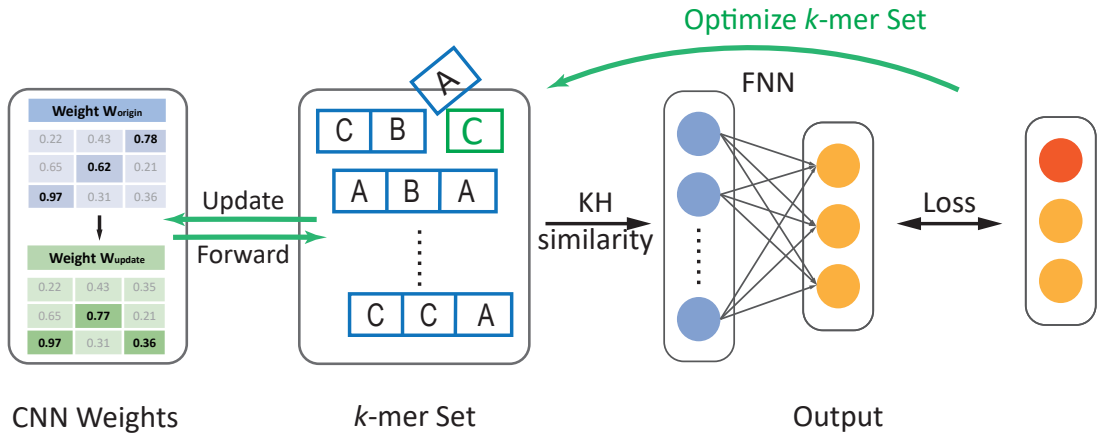 Optimize k-mer Set
FNN
Weight Worigin
0.22 0.43 0.78
0.65 0.62 0.21
0.97 0.31 0.36
Weight Wupdate
0.22 0.43 0.35
0.65 0.77 0.21
0.97 0.31 0.36
Update
Forward
A
C B C
A B A
C C A
KH
similarity
Loss
CNN Weights
k-mer Set
Output